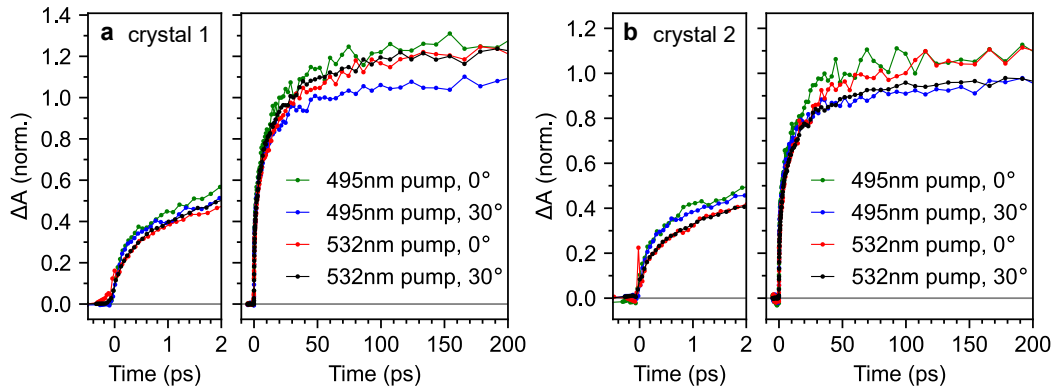 a crystal 1
ΔA (norm.)
1.4
1.2
1.0
0.8
0.6
0.4
0.2
0.0
0 1 2
Time (ps)
495nm pump, 0°
495nm pump, 30°
532nm pump, 0°
532nm pump, 30°
0 50 100 150 200
Time (ps)
b crystal 2
ΔA (norm.)
1.2
1.0
0.8
0.6
0.4
0.2
0.0
0 1 2
Time (ps)
495nm pump, 0°
495nm pump, 30°
532nm pump, 0°
532nm pump, 30°
0 50 100 150 200
Time (ps)